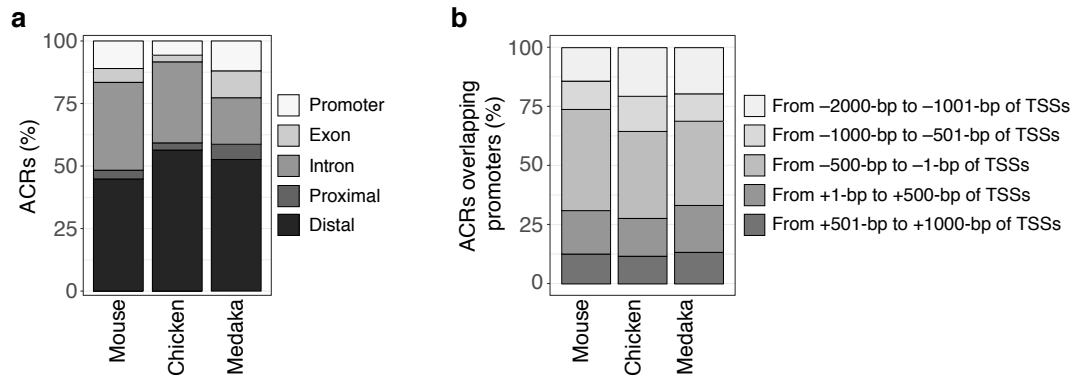 a
100
75
50
25
0
ACRs (%)
Mouse
Chicken
Medaka
Promoter
Exon
Intron
Proximal
Distal
b
100
75
50
25
0
ACRs overlapping
promoters (%)
Mouse
Chicken
Medaka
From –2000-bp to –1001-bp of TSSs
From –1000-bp to –501-bp of TSSs
From –500-bp to –1-bp of TSSs
From +1-bp to +500-bp of TSSs
From +501-bp to +1000-bp of TSSs